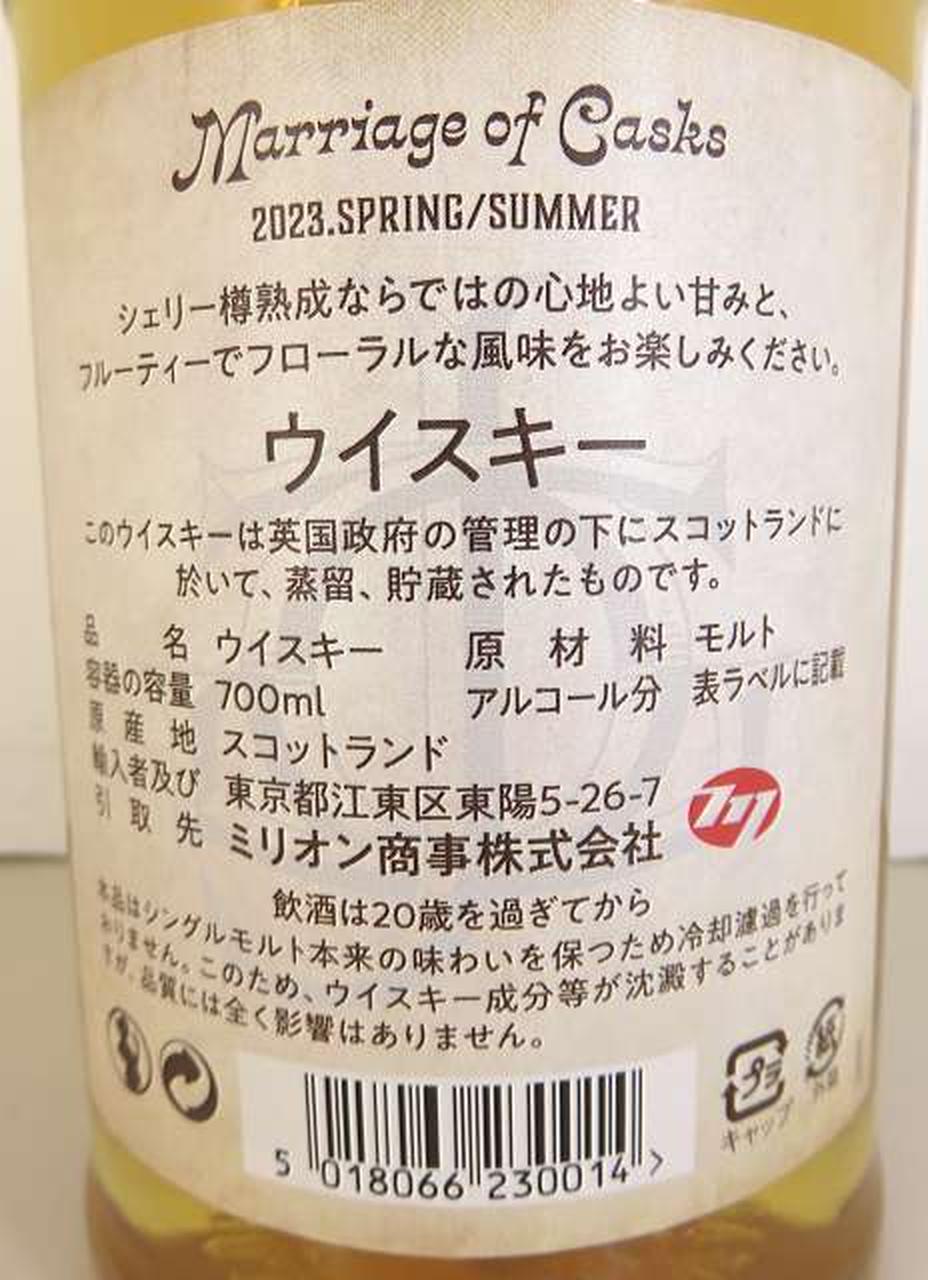 Marriage of Casks
2023.SPRING/SUMMER
シェリー樽熟成ならではの心地よい甘みと、
フルーティーでフローラルな風味をお楽しみください。
ウイスキー
このウイスキーは英国政府の管理の下にスコットランドに
於いて、蒸留、貯蔵されたものです。
品名 ウイスキー 原材料 モルト
容器の容量 700ml アルコール分 表ラベルに記載
原産地 スコットランド
輸入者及び 東京都江東区東陽5-26-7
引取先 ミリオン商事株式会社
飲酒は20歳を過ぎてから
本品はシングルモルト本来の味わいを保つため冷却濾過を行って
おりません。このため、ウイスキー成分等が沈澱することがありま
すが、品質には全く影響はありません。
プラ
キャップ
紙
外箱
5 018066 230014 >